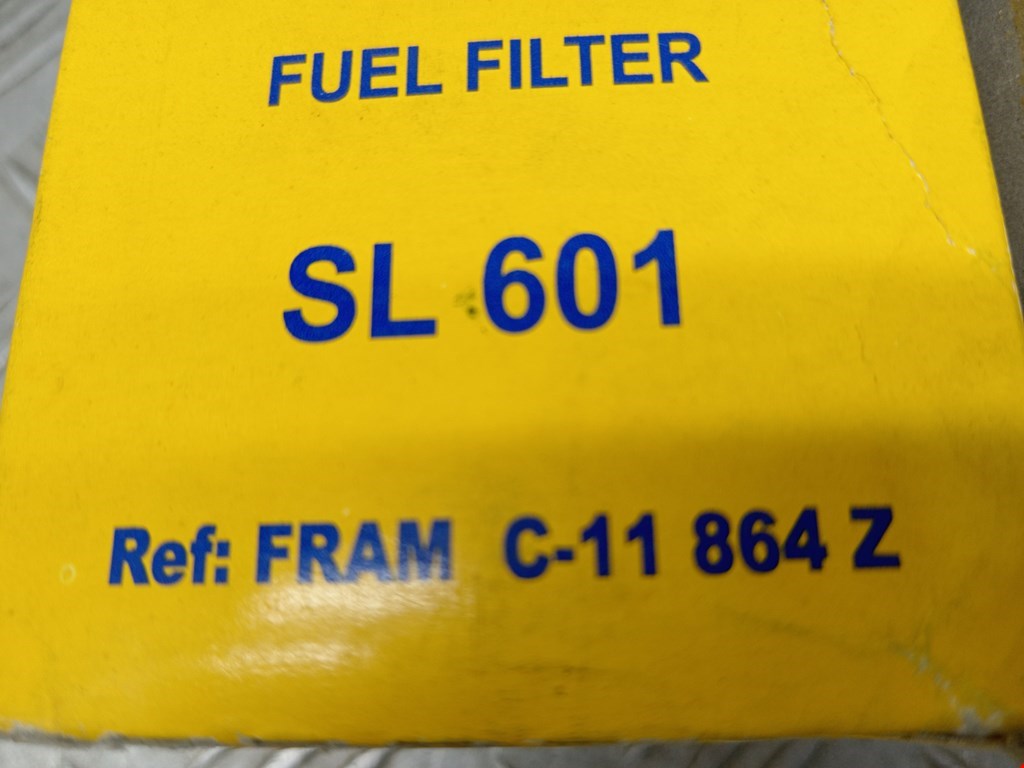 FUEL FILTER
SL 601
Ref: FRAM C-11 864 Z